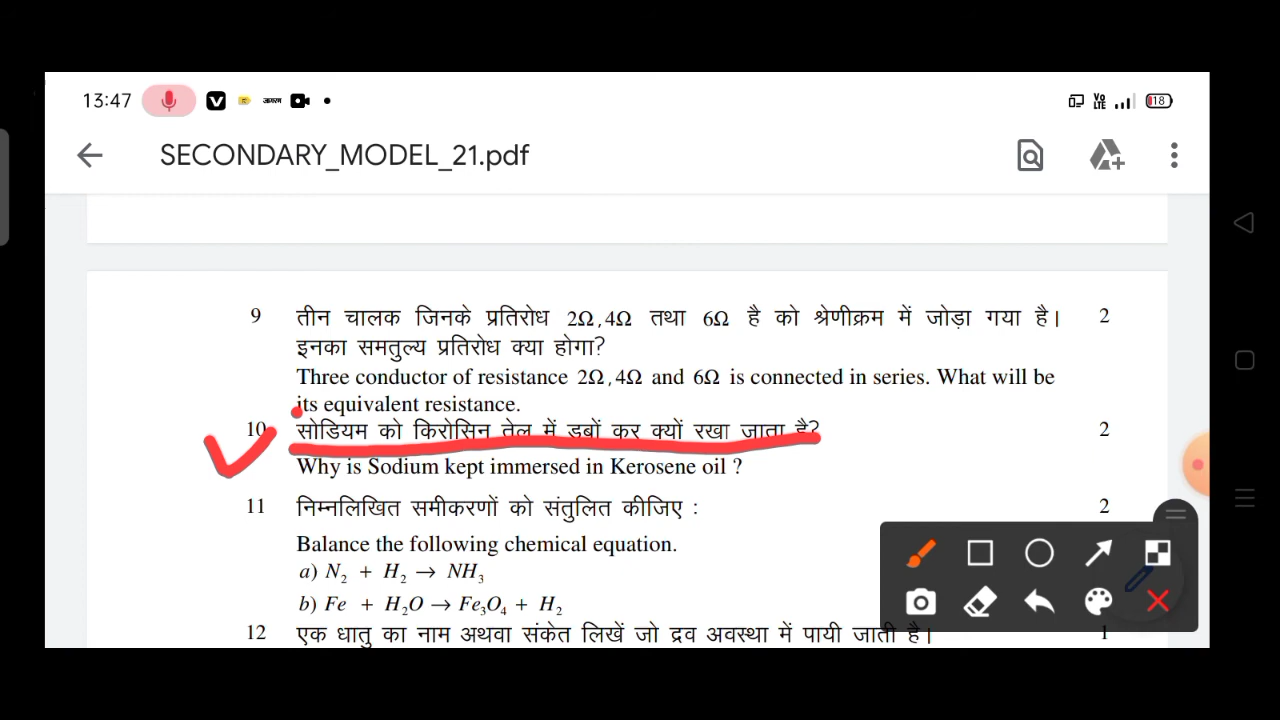 13:47
VO LTE 18
SECONDARY_MODEL_21.pdf
9 तीन चालक जिनके प्रतिरोध 2Ω,4Ω तथा 6Ω है को श्रेणीक्रम में जोड़ा गया है। 2
इनका समतुल्य प्रतिरोध क्या होगा?
Three conductor of resistance 2Ω,4Ω and 6Ω is connected in series. What will be
its equivalent resistance.
10 सोडियम को किरोसिन तेल में डुबों कर क्यों रखा जाता है? 2
Why is Sodium kept immersed in Kerosene oil ?
11 निम्नलिखित समीकरणों को संतुलित कीजिए : 2
Balance the following chemical equation.
a) N₂ + H₂ → NH₃
b) Fe + H₂O → Fe₃O₄ + H₂
12 एक धातु का नाम अथवा संकेत लिखें जो द्रव अवस्था में पायी जाती है। 1